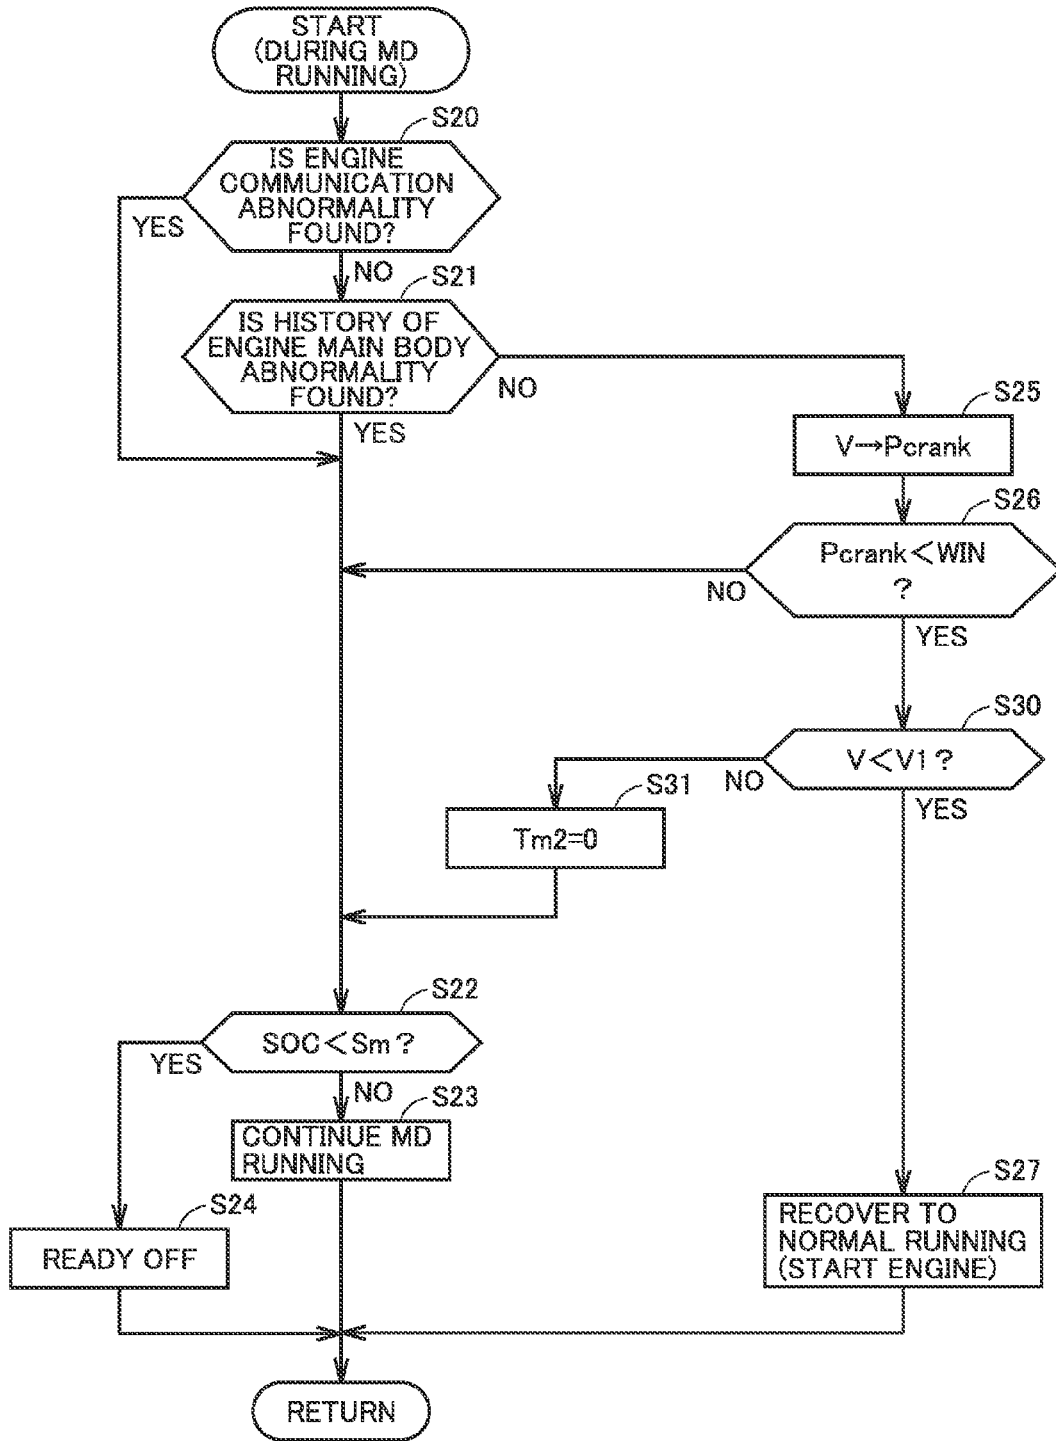 START
(DURING MD
RUNNING)
S20
IS ENGINE
COMMUNICATION
ABNORMALITY
FOUND?
YES
NO
S21
IS HISTORY OF
ENGINE MAIN BODY
ABNORMALITY
FOUND?
NO
YES
S25
V→Pcrank
S26
Pcrank<WIN
?
NO
YES
S30
V<V1?
NO
YES
S31
Tm2=0
S22
SOC<Sm?
YES
NO
S23
CONTINUE MD
RUNNING
S24
READY OFF
S27
RECOVER TO
NORMAL RUNNING
(START ENGINE)
RETURN